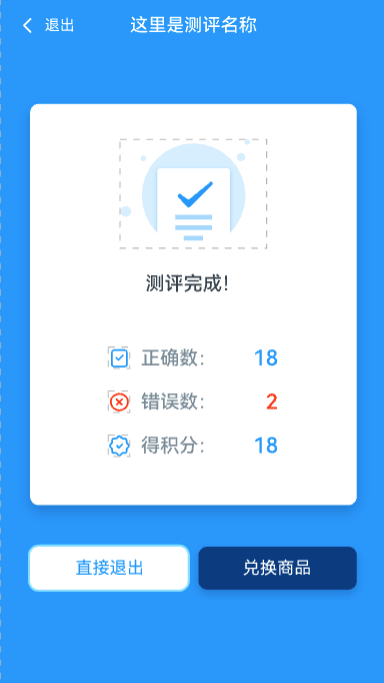 退出 这里是测评名称
测评完成！
正确数： 18
错误数： 2
得积分： 18
直接退出 兑换商品